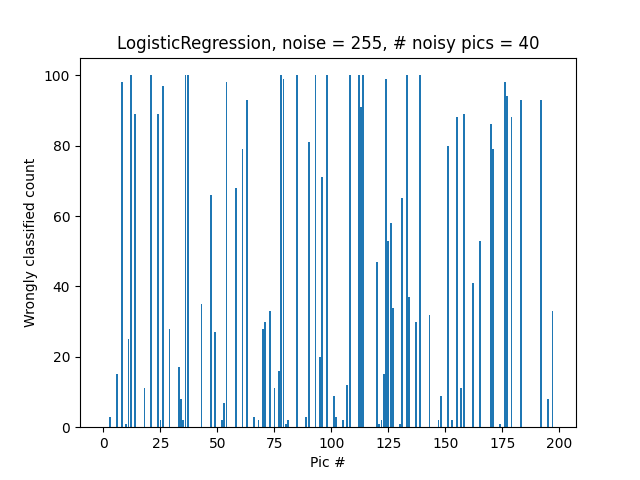 LogisticRegression, noise = 255, # noisy pics = 40
100
80
60
40
20
0
Wrongly classified count
0 25 50 75 100 125 150 175 200
Pic #